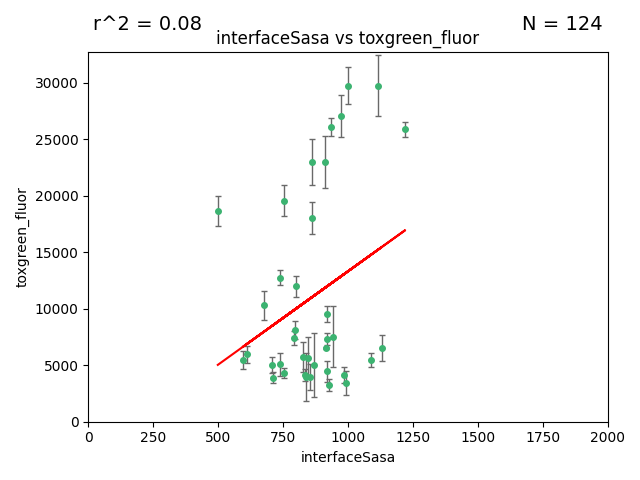 r^2 = 0.08
N = 124
interfaceSasa vs toxgreen_fluor
30000
25000
20000
15000
10000
5000
0
toxgreen_fluor
0 250 500 750 1000 1250 1500 1750 2000
interfaceSasa